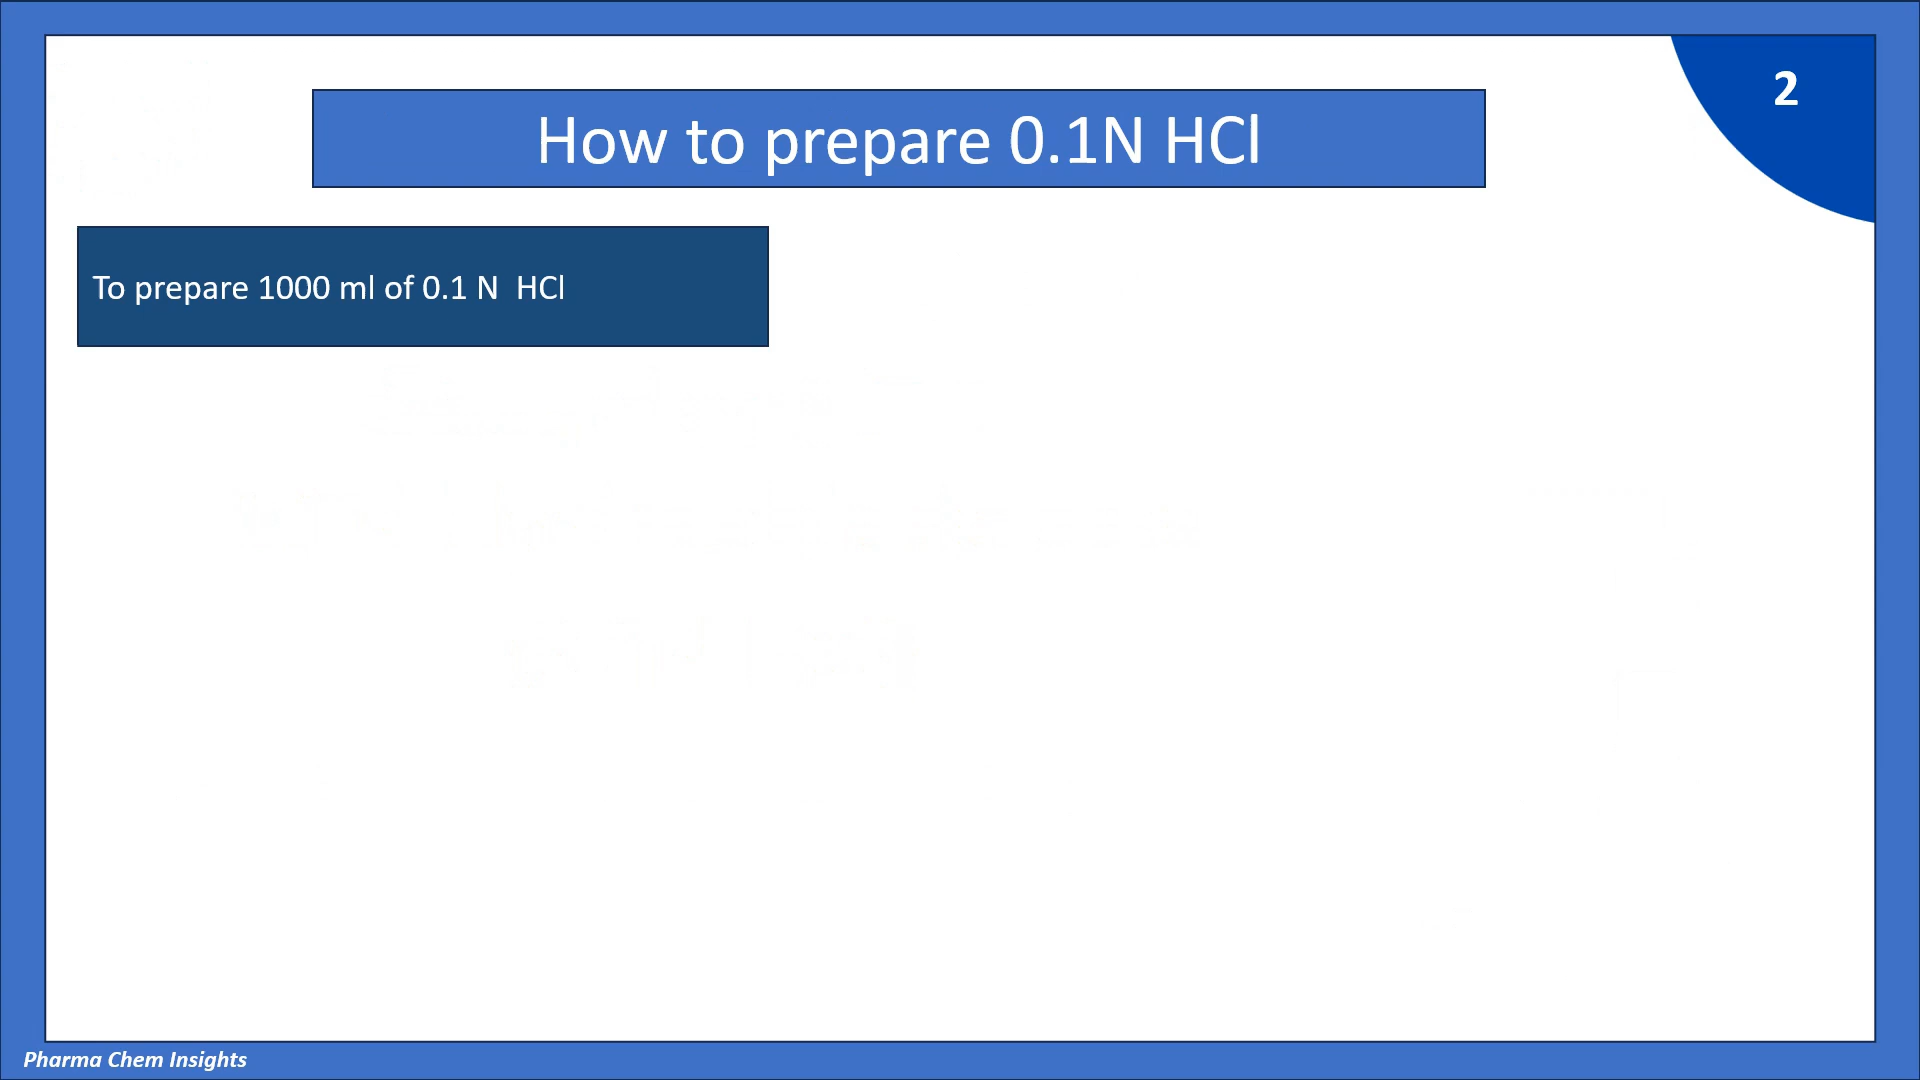 2
How to prepare 0.1N HCl
To prepare 1000 ml of 0.1 N  HCl
Pharma Chem Insights